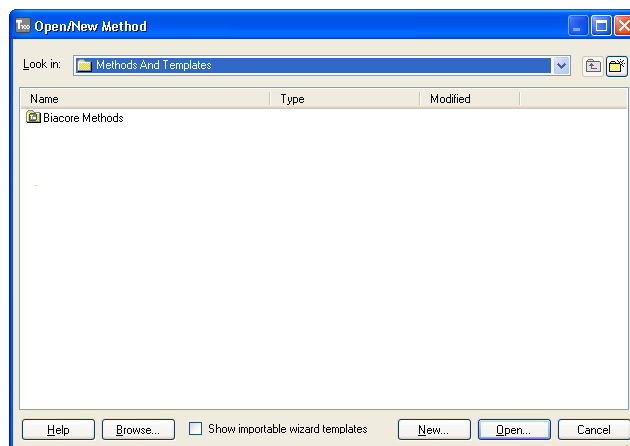 T100 Open/New Method
Look in: Methods And Templates
Name Type Modified
Biacore Methods
Help Browse... Show importable wizard templates New... Open... Cancel